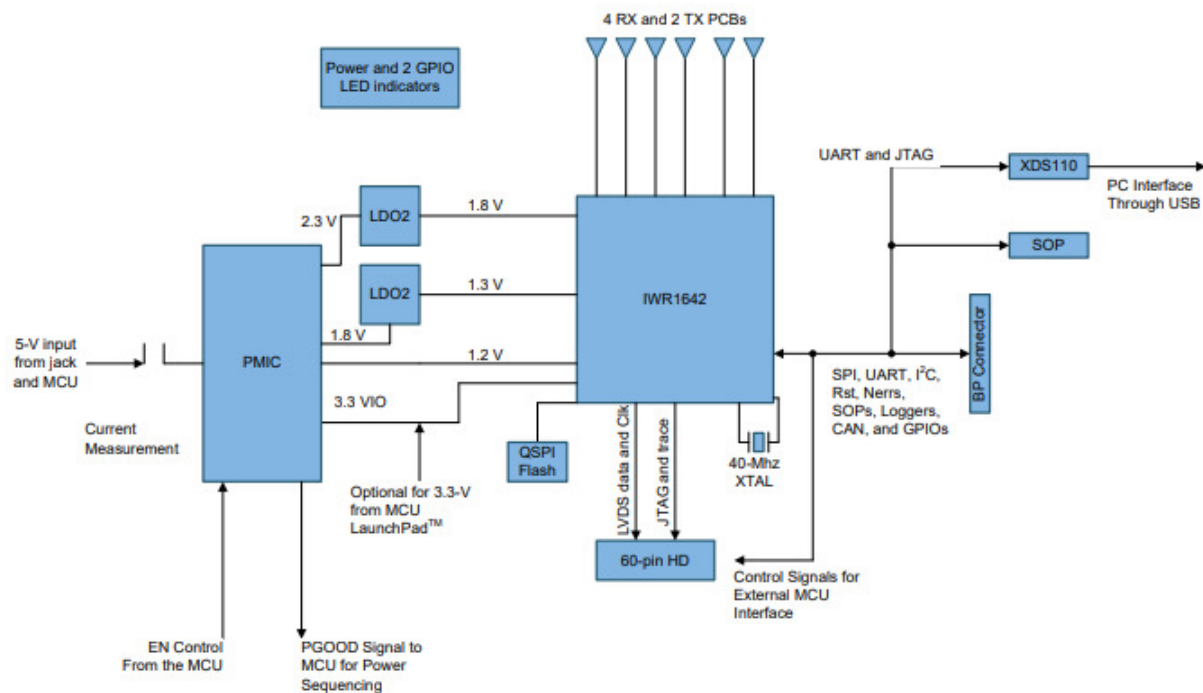 4 RX and 2 TX PCBs
Power and 2 GPIO
LED indicators
UART and JTAG
XDS110
PC Interface
Through USB
2.3 V
LDO2
1.8 V
SOP
LDO2
1.3 V
IWR1642
1.8 V
5-V input
from jack
and MCU
PMIC
1.2 V
BP Connector
SPI, UART, I²C,
Rst, Nerrs,
SOPs, Loggers,
CAN, and GPIOs
3.3 VIO
Current
Measurement
QSPI
Flash
LVDS data and Clk
JTAG and trace
40-Mhz
XTAL
Optional for 3.3-V
from MCU
LaunchPad™
60-pin HD
Control Signals for
External MCU
Interface
EN Control
From the MCU
PGOOD Signal to
MCU for Power
Sequencing